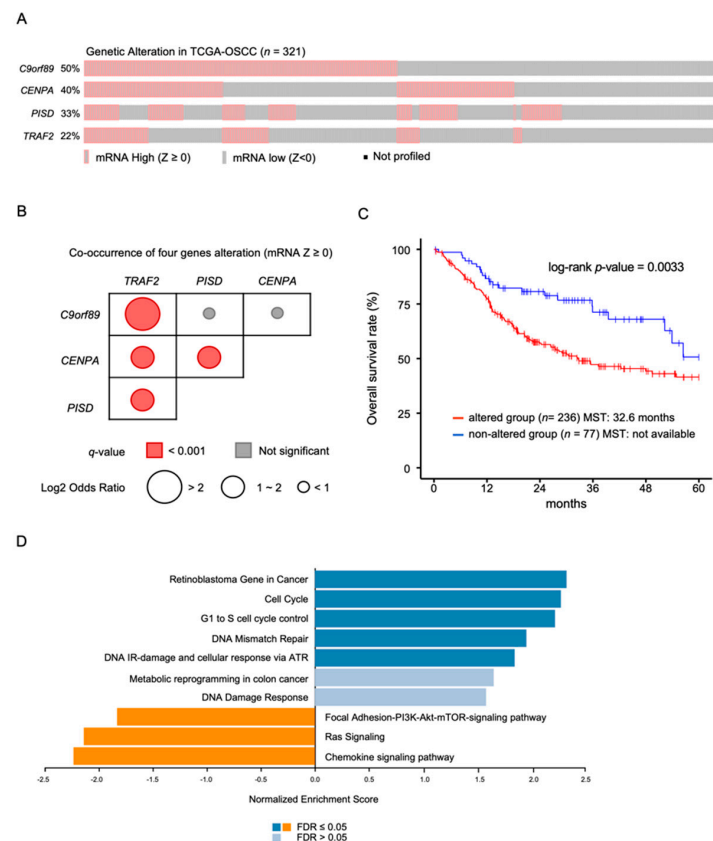 A
Genetic Alteration in TCGA-OSCC (n = 321)
C9orf89 50%
CENPA 40%
PISD 33%
TRAF2 22%
mRNA High (Z ≥ 0) mRNA low (Z<0) Not profiled
B
Co-occurrence of four genes alteration (mRNA Z ≥ 0)
TRAF2 PISD CENPA
C9orf89
CENPA
PISD
q-value < 0.001 Not significant
Log2 Odds Ratio > 2 1 ~ 2 < 1
C
log-rank p-value = 0.0033
Overall survival rate (%)
100
75
50
25
0
altered group (n= 236) MST: 32.6 months
non-altered group (n = 77) MST: not available
0 12 24 36 48 60
months
D
Retinoblastoma Gene in Cancer
Cell Cycle
G1 to S cell cycle control
DNA Mismatch Repair
DNA IR-damage and cellular response via ATR
Metabolic reprogramming in colon cancer
DNA Damage Response
Focal Adhesion-PI3K-Akt-mTOR-signaling pathway
Ras Signaling
Chemokine signaling pathway
-2.5 -2.0 -1.5 -1.0 -0.5 0.0 0.5 1.0 1.5 2.0 2.5
Normalized Enrichment Score
FDR ≤ 0.05
FDR > 0.05